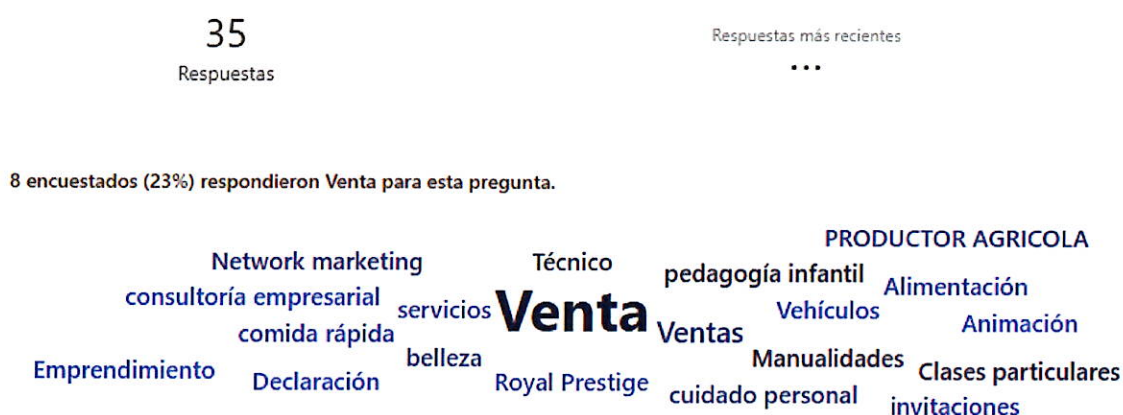 35
Respuestas
Respuestas más recientes
...
8 encuestados (23%) respondieron Venta para esta pregunta.
PRODUCTOR AGRICOLA
Network marketing
Técnico
pedagogía infantil
Alimentación
consultoría empresarial
servicios
Venta
Vehículos
Ventas
Animación
comida rápida
belleza
Manualidades
Clases particulares
Emprendimiento
Declaración
Royal Prestige
cuidado personal
invitaciones